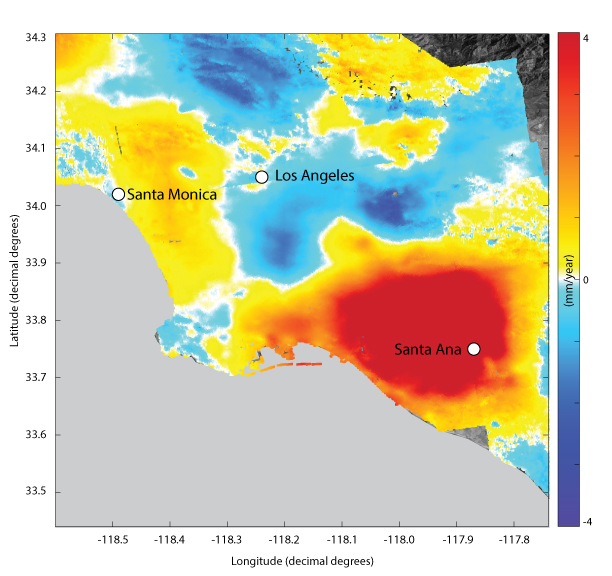 34.3
34.2
34.1
34.0
33.9
33.8
33.7
33.6
33.5
Latitude (decimal degrees)
Los Angeles
Santa Monica
Santa Ana
4
0
-4
(mm/year)
-118.5 -118.4 -118.3 -118.2 -118.1 -118.0 -117.9 -117.8
Longitude (decimal degrees)